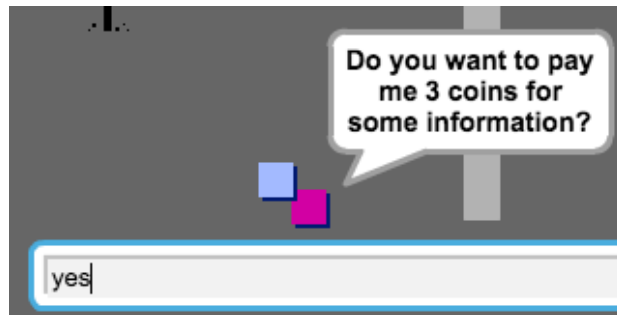 Do you want to pay
me 3 coins for
some information?
yes